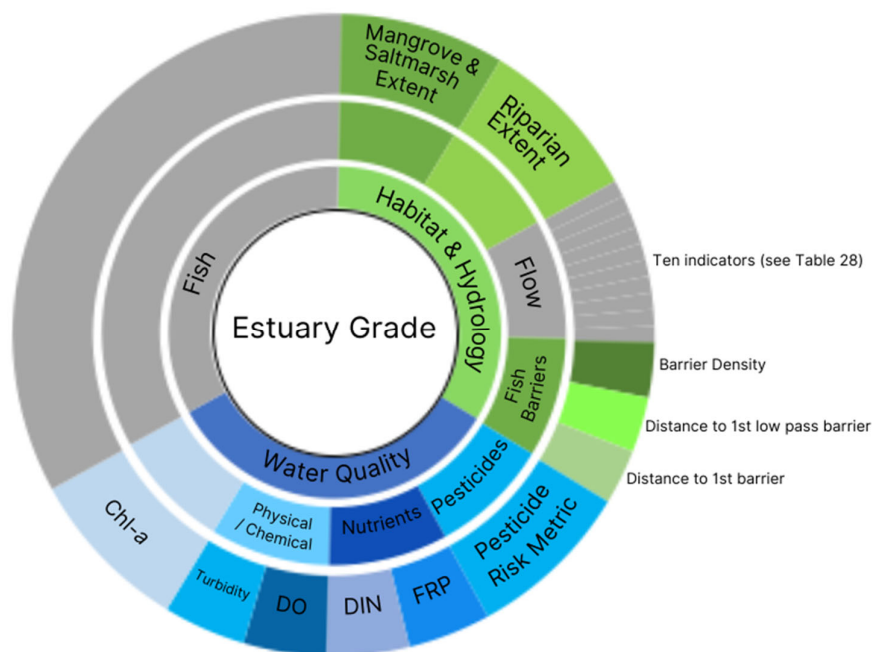 Mangrove &
Saltmarsh
Extent
Riparian
Extent
Habitat & Hydrology
Fish
Flow
Ten indicators (see Table 28)
Estuary Grade
Barrier Density
Fish
Barriers
Distance to 1st low pass barrier
Distance to 1st barrier
Water Quality
Pesticides
Chl-a
Physical
/ Chemical
Nutrients
Pesticide
Risk Metric
Turbidity
DO
DIN
FRP